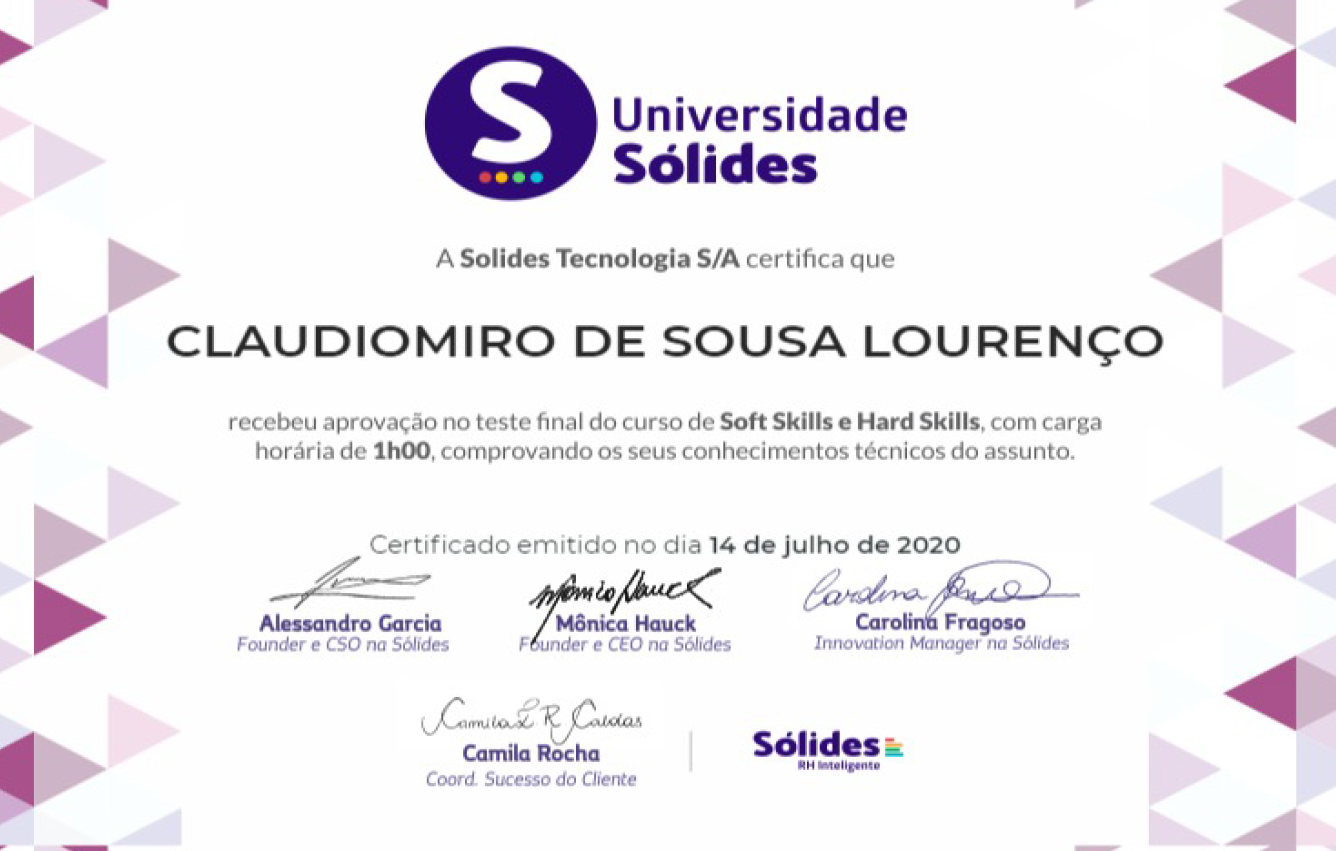 S
Universidade
Sólides
A Solides Tecnologia S/A certifica que
CLAUDIOMIRO DE SOUSA LOURENÇO
recebeu aprovação no teste final do curso de Soft Skills e Hard Skills, com carga
horária de 1h00, comprovando os seus conhecimentos técnicos do assunto.
Certificado emitido no dia 14 de julho de 2020
Mônica Hauck
Carolina
Alessandro Garcia
Mônica Hauck
Carolina Fragoso
Founder e CSO na Sólides
Founder e CEO na Sólides
Innovation Manager na Sólides
Camila L R Caldas
Camila Rocha
Coord. Sucesso do Cliente
Sólides
RH Inteligente